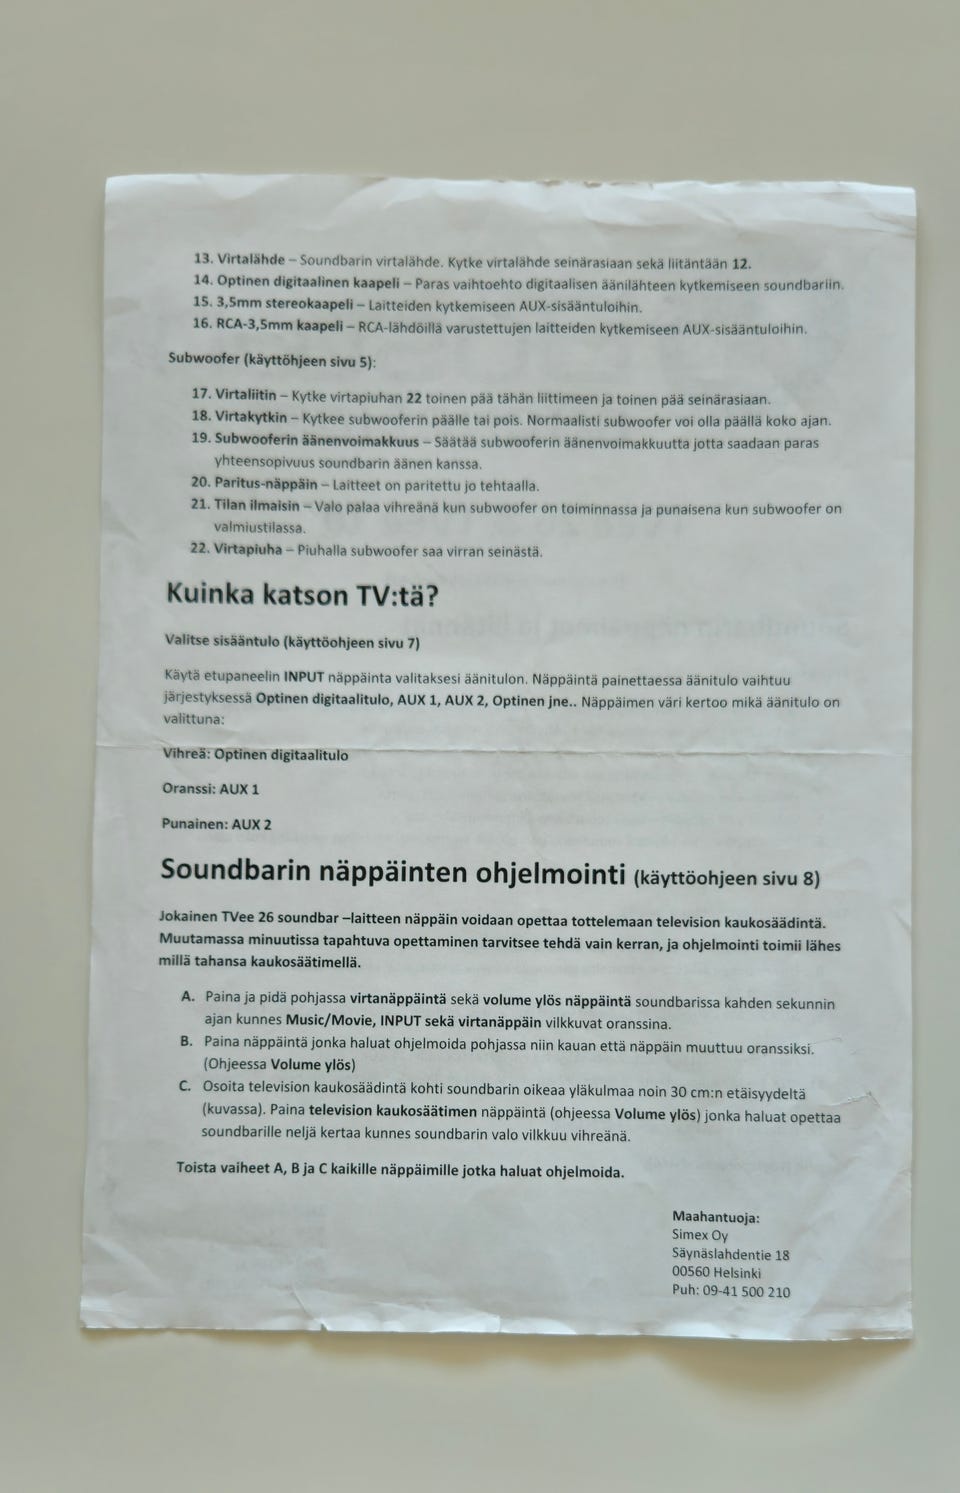 13. Virtalähde – Soundbarin virtalähde. Kytke virtalähde seinärasiaan sekä liitäntään 12.
14. Optinen digitaalinen kaapeli – Paras vaihtoehto digitaalisen äänilähteen kytkemiseen soundbariin.
15. 3,5mm stereokaapeli – Laitteiden kytkemiseen AUX-sisääntuloihin.
16. RCA-3,5mm kaapeli – RCA-lähdöillä varustettujen laitteiden kytkemiseen AUX-sisääntuloihin.
Subwoofer (käyttöhjeen sivu 5):
17. Virtaliitin – Kytke virtapiuhan 22 toinen pää tähän liittimeen ja toinen pää seinärasiaan.
18. Virtakytkin – Kytkee subwooferin päälle tai pois. Normaalisti subwoofer voi olla päällä koko ajan.
19. Subwooferin äänenvoimakkuus – Säätää subwooferin äänenvoimakkuutta jotta saadaan paras
yhteensopivuus soundbarin äänen kanssa.
20. Paritus-näppäin – Laitteet on paritettu jo tehtaalla.
21. Tilan ilmaisin – Valo palaa vihreänä kun subwoofer on toiminnassa ja punaisena kun subwoofer on
valmiustilassa.
22. Virtapiuha – Piuhalla subwoofer saa virran seinästä.
Kuinka katson TV:tä?
Valitse sisääntulo (käyttöohjeen sivu 7)
Käytä etupaneelin INPUT näppäinta valitaksesi äänitulon. Näppäintä painettaessa äänitulo vaihtuu
järjestyksessä Optinen digitaalitulo, AUX 1, AUX 2, Optinen jne.. Näppäimen väri kertoo mikä äänitulo on
valittuna:
Vihreä: Optinen digitaalitulo
Oranssi: AUX 1
Punainen: AUX 2
Soundbarin näppäinten ohjelmointi (käyttöohjeen sivu 8)
Jokainen TVee 26 soundbar –laitteen näppäin voidaan opettaa tottelemaan television kaukosäädintä.
Muutamassa minuutissa tapahtuva opettaminen tarvitsee tehdä vain kerran, ja ohjelmointi toimii lähes
millä tahansa kaukosäätimellä.
A. Paina ja pidä pohjassa virtanäppäintä sekä volume ylös näppäintä soundbarissa kahden sekunnin
ajan kunnes Music/Movie, INPUT sekä virtanäppäin vilkkuvat oranssina.
B. Paina näppäintä jonka haluat ohjelmoida pohjassa niin kauan että näppäin muuttuu oranssiksi.
(Ohjeessa Volume ylös)
C. Osoita television kaukosäädintä kohti soundbarin oikeaa yläkulmaa noin 30 cm:n etäisyydeltä
(kuvassa). Paina television kaukosäätimen näppäintä (ohjeessa Volume ylös) jonka haluat opettaa
soundbarille neljä kertaa kunnes soundbarin valo vilkkuu vihreänä.
Toista vaiheet A, B ja C kaikille näppäimille jotka haluat ohjelmoida.
Maahantuoja:
Simex Oy
Säynäslahdentie 18
00560 Helsinki
Puh: 09-41 500 210